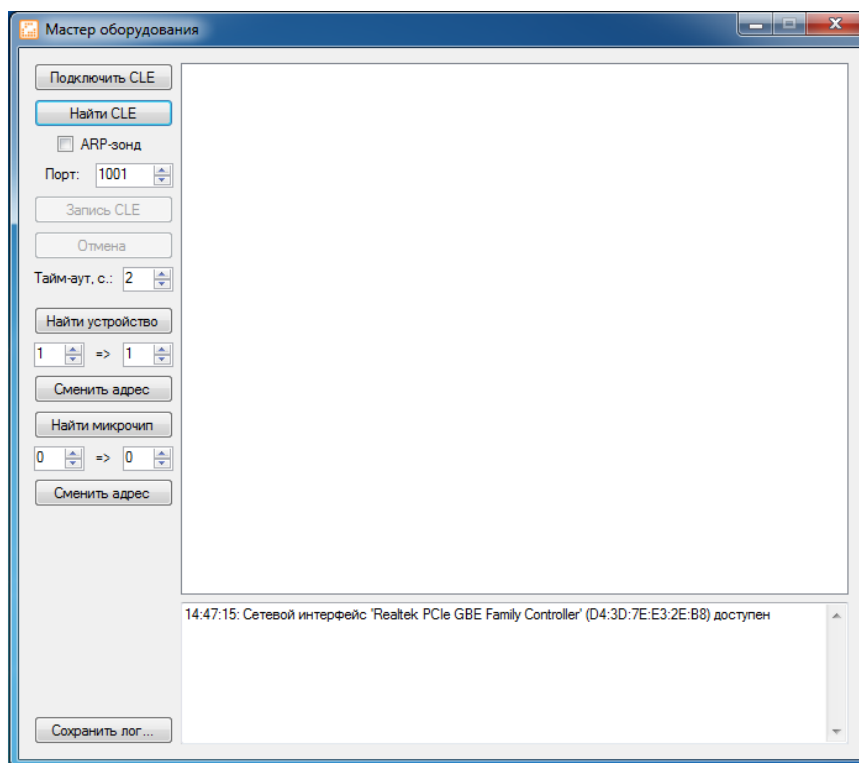 Мастер оборудования
Подключить CLE
Найти CLE
ARP-зонд
Порт: 1001
Запись CLE
Отмена
Тайм-аут, с.: 2
Найти устройство
1 => 1
Сменить адрес
Найти микрочип
0 => 0
Сменить адрес
14:47:15: Сетевой интерфейс 'Realtek PCIe GBE Family Controller' (D4:3D:7E:E3:2E:B8) доступен
Сохранить лог...